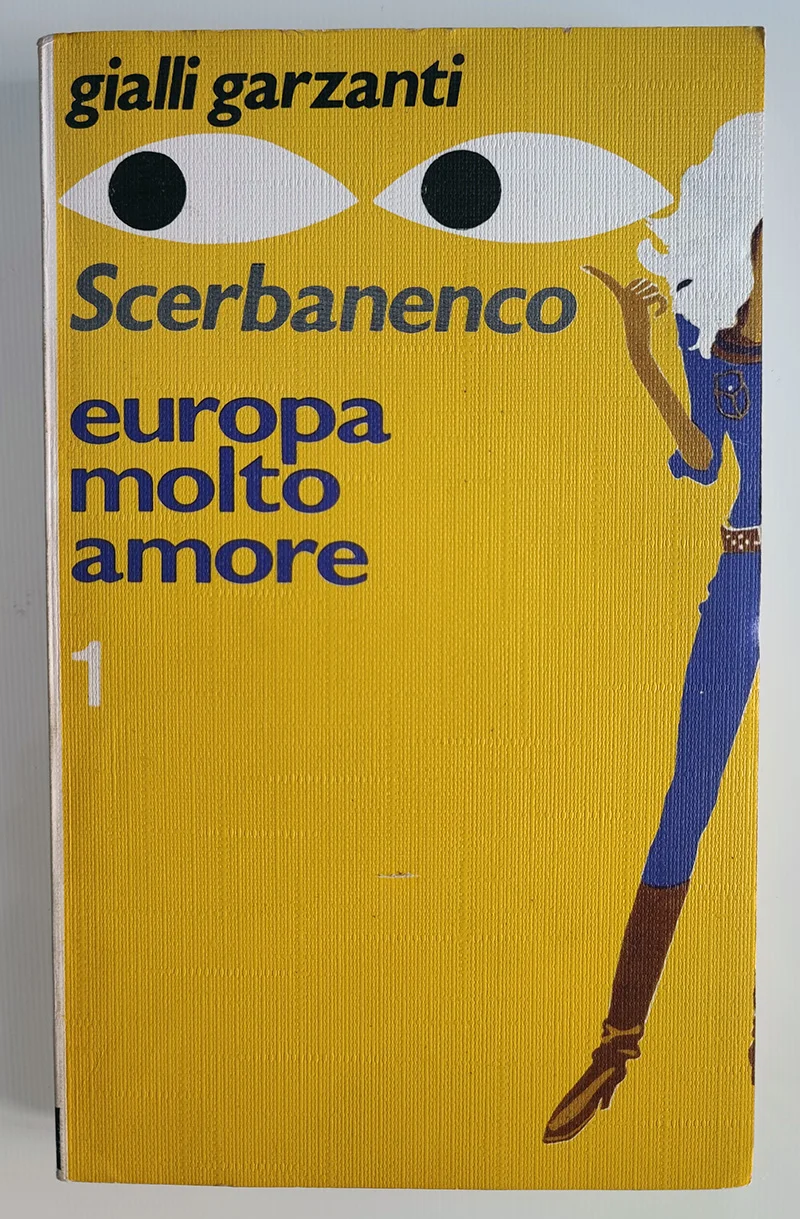 gialli garzanti
Scerbanenco
europa
molto
amore
1